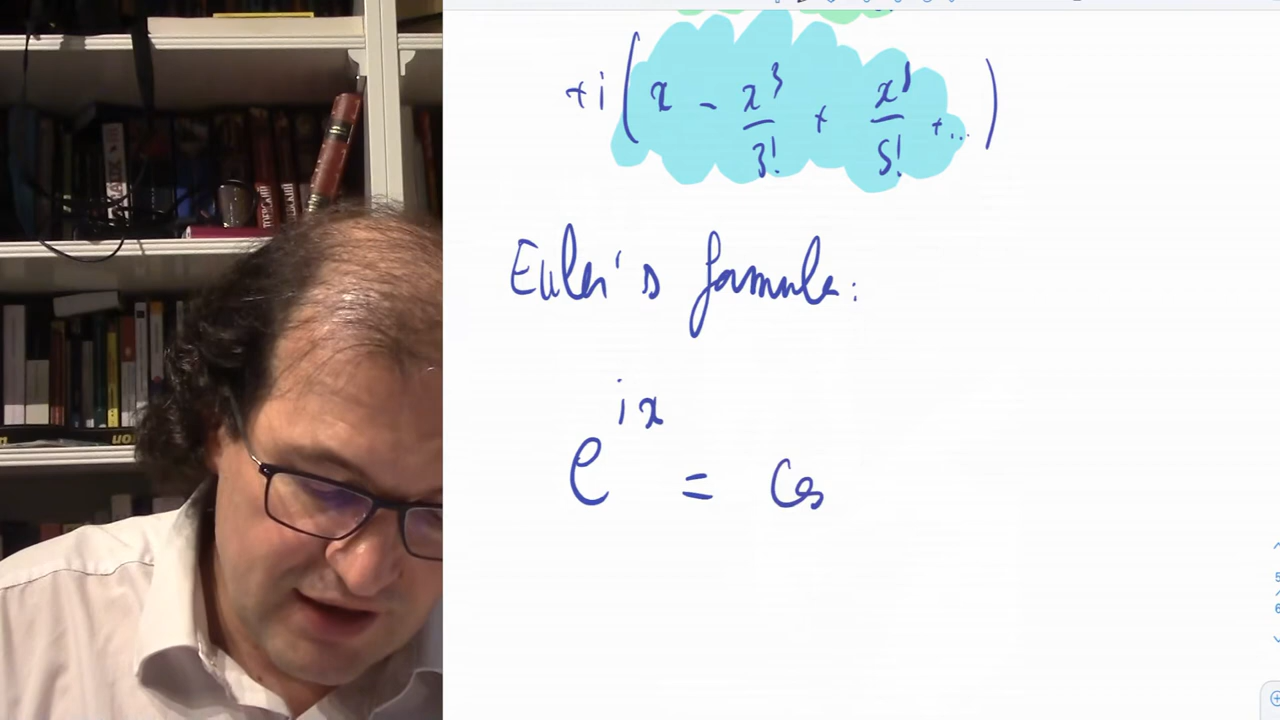 + i ( x - x³/3! + x⁵/5! + ... )
Euler's formula:
e^{ix} = Cos